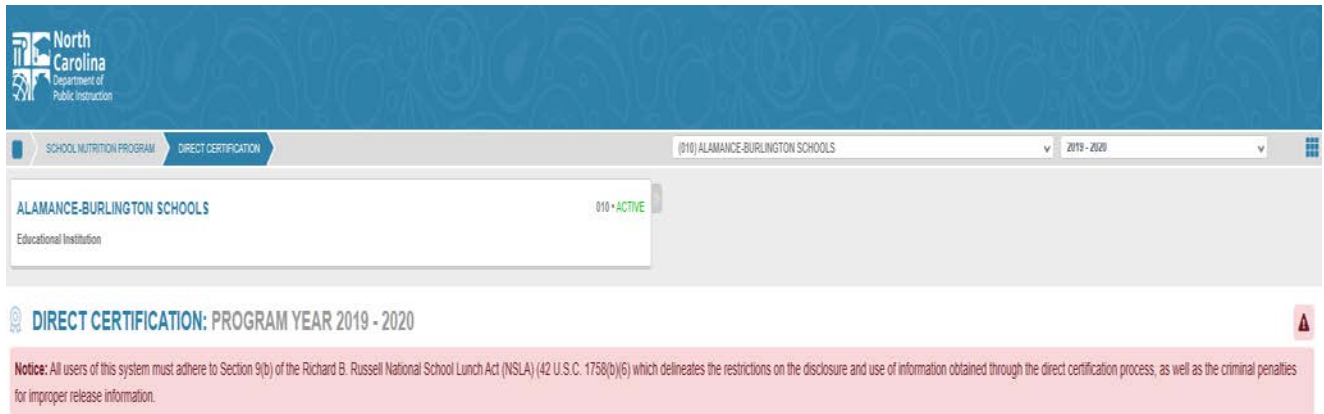 North
Carolina
Department of
Public Instruction
SCHOOL NUTRITION PROGRAM DIRECT CERTIFICATION (010) ALAMANCE-BURLINGTON SCHOOLS 2019 - 2020
ALAMANCE-BURLINGTON SCHOOLS 010 • ACTIVE
Educational Institution
DIRECT CERTIFICATION: PROGRAM YEAR 2019 - 2020
Notice: All users of this system must adhere to Section 9(b) of the Richard B. Russell National School Lunch Act (NSLA) (42 U.S.C. 1758(b)(6) which delineates the restrictions on the disclosure and use of information obtained through the direct certification process, as well as the criminal penalties
for improper release information.